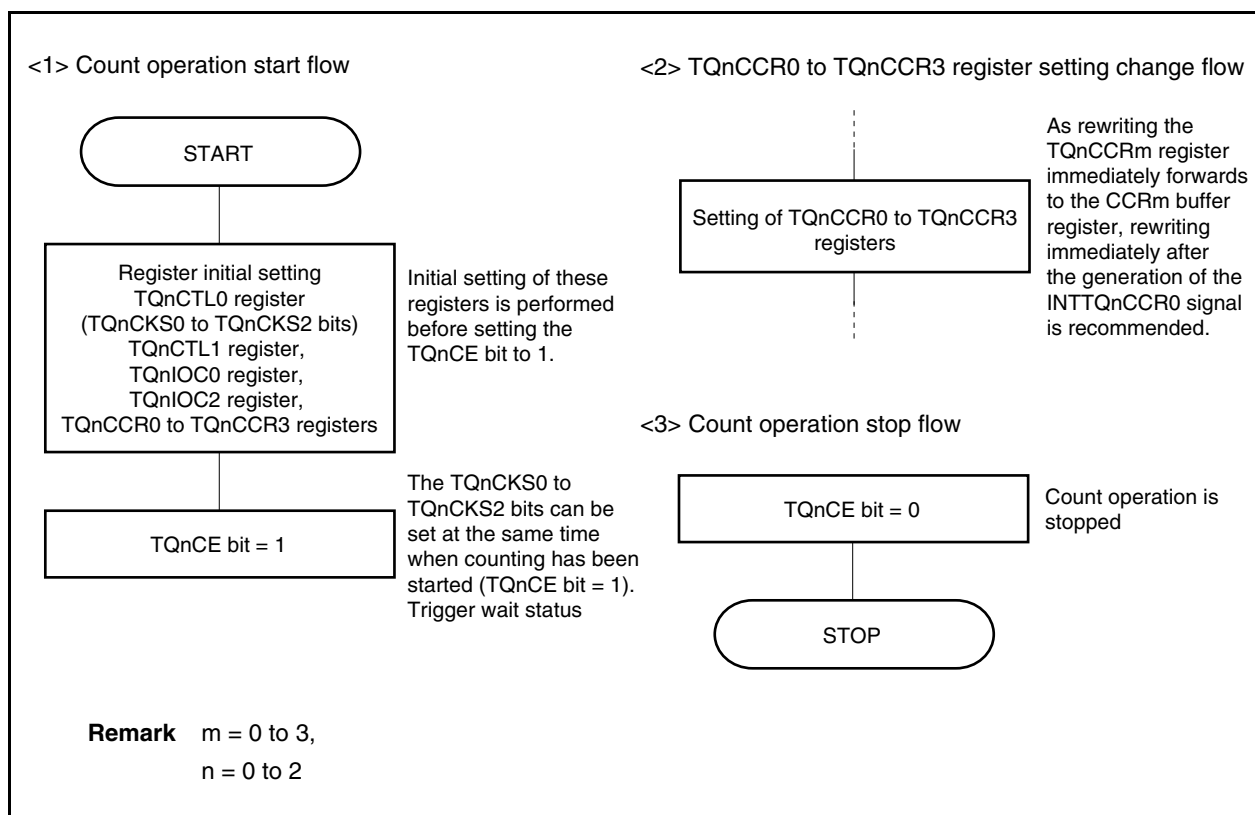 <1> Count operation start flow
START
Register initial setting
TQnCTL0 register
(TQnCKS0 to TQnCKS2 bits)
TQnCTL1 register,
TQnIOC0 register,
TQnIOC2 register,
TQnCCR0 to TQnCCR3 registers
Initial setting of these
registers is performed
before setting the
TQnCE bit to 1.
TQnCE bit = 1
The TQnCKS0 to
TQnCKS2 bits can be
set at the same time
when counting has been
started (TQnCE bit = 1).
Trigger wait status
<2> TQnCCR0 to TQnCCR3 register setting change flow
Setting of TQnCCR0 to TQnCCR3
registers
As rewriting the
TQnCCRm register
immediately forwards
to the CCRm buffer
register, rewriting
immediately after
the generation of the
INTTQnCCR0 signal
is recommended.
<3> Count operation stop flow
TQnCE bit = 0
Count operation is
stopped
STOP
Remark m = 0 to 3,
n = 0 to 2